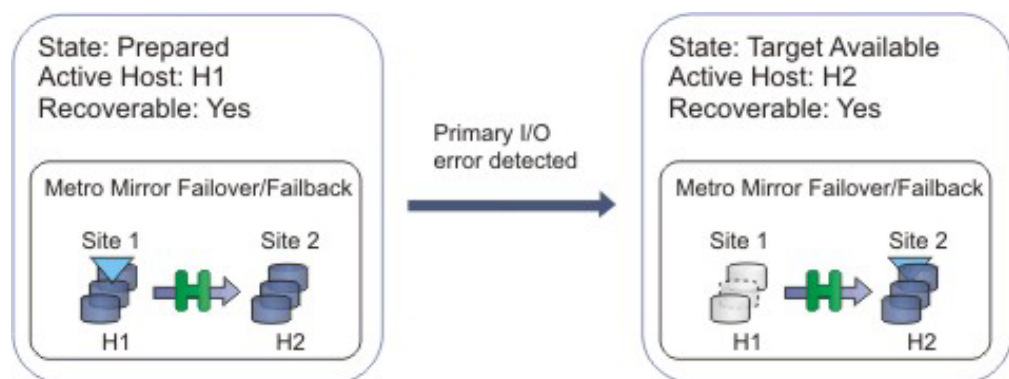 State: Prepared
Active Host: H1
Recoverable: Yes
Metro Mirror Failover/Failback
Site 1
Site 2
H1
H2
Primary I/O
error detected
State: Target Available
Active Host: H2
Recoverable: Yes
Metro Mirror Failover/Failback
Site 1
Site 2
H1
H2